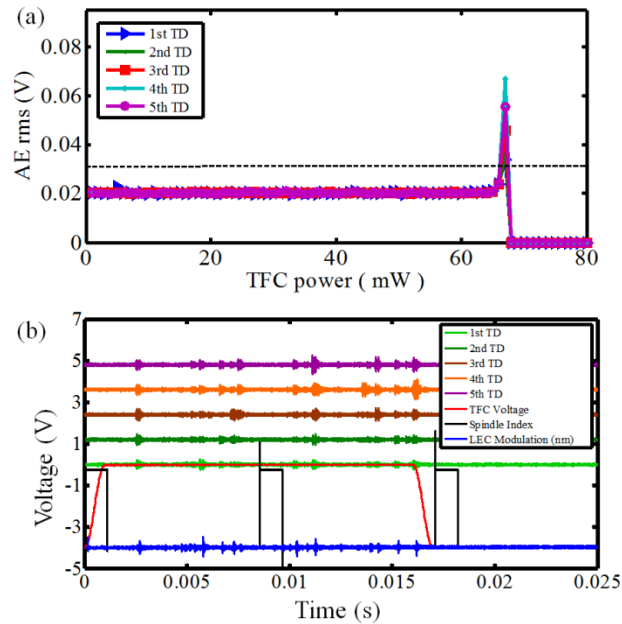 (a)
0.08
0.06
0.04
0.02
0
AE rms (V)
1st TD
2nd TD
3rd TD
4th TD
5th TD
0 20 40 60 80
TFC power ( mW )
(b)
7
5
3
1
-1
-3
-5
Voltage (V)
1st TD
2nd TD
3rd TD
4th TD
5th TD
TFC Voltage
Spindle Index
LEC Modulation (nm)
0 0.005 0.01 0.015 0.02 0.025
Time (s)